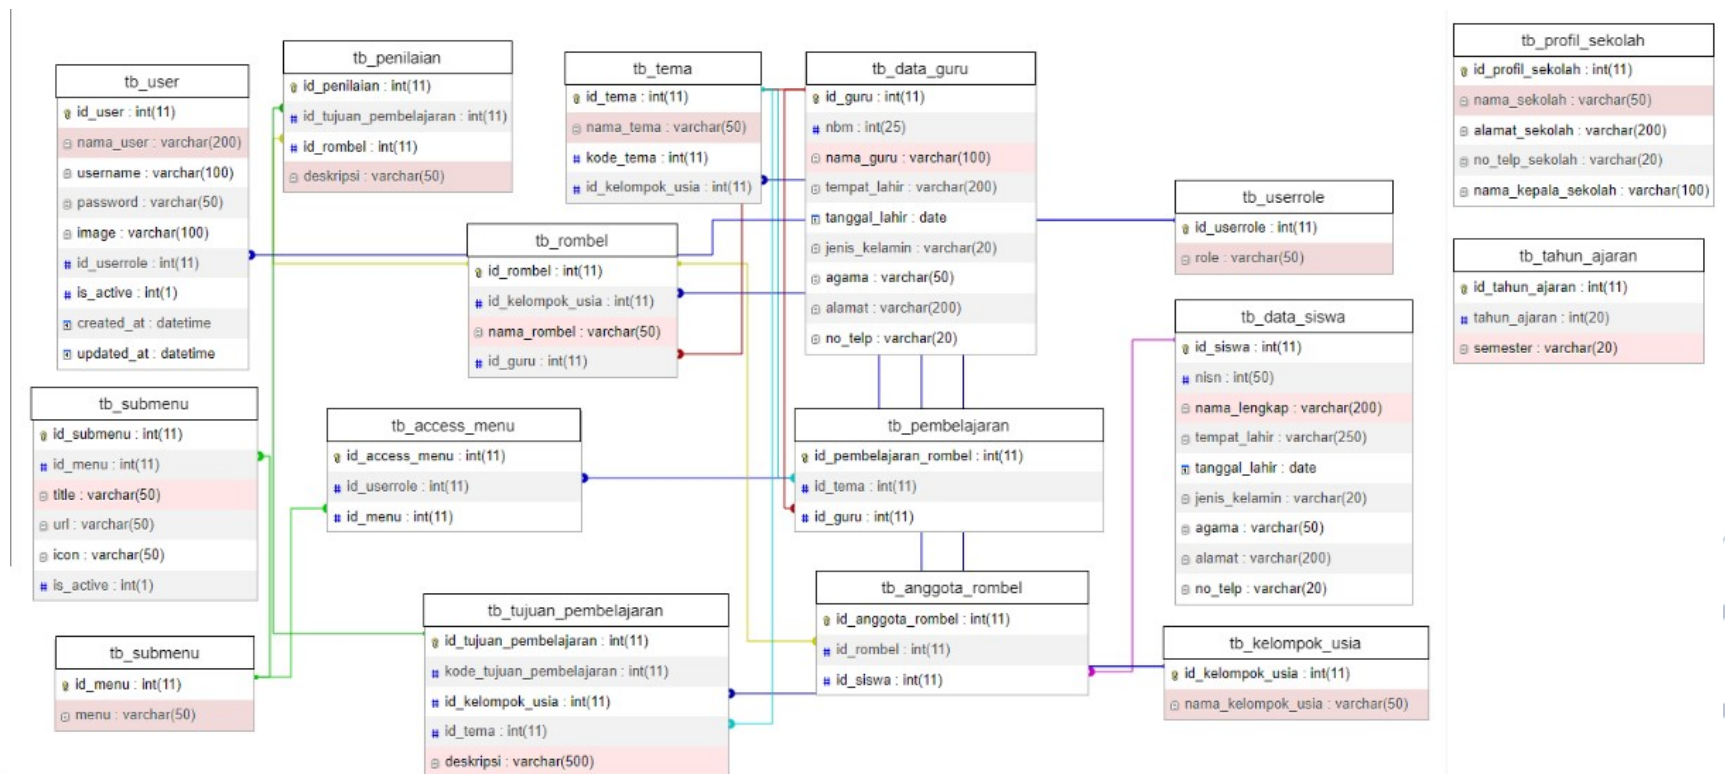 tb_user
id_user : int(11)
nama_user : varchar(200)
username : varchar(100)
password : varchar(50)
image : varchar(100)
id_userrole : int(11)
is_active : int(1)
created_at : datetime
updated_at : datetime
tb_penilaian
id_penilaian : int(11)
id_tujuan_pembelajaran : int(11)
id_rombel : int(11)
deskripsi : varchar(50)
tb_tema
id_tema : int(11)
nama_tema : varchar(50)
kode_tema : int(11)
id_kelompok_usia : int(11)
tb_data_guru
id_guru : int(11)
nbm : int(25)
nama_guru : varchar(100)
tempat_lahir : varchar(200)
tanggal_lahir : date
jenis_kelamin : varchar(20)
agama : varchar(50)
alamat : varchar(200)
no_telp : varchar(20)
tb_profil_sekolah
id_profil_sekolah : int(11)
nama_sekolah : varchar(50)
alamat_sekolah : varchar(200)
no_telp_sekolah : varchar(20)
nama_kepala_sekolah : varchar(100)
tb_rombel
id_rombel : int(11)
id_kelompok_usia : int(11)
nama_rombel : varchar(50)
id_guru : int(11)
tb_userrole
id_userrole : int(11)
role : varchar(50)
tb_tahun_ajaran
id_tahun_ajaran : int(11)
tahun_ajaran : int(20)
semester : varchar(20)
tb_data_siswa
id_siswa : int(11)
nisn : int(50)
nama_lengkap : varchar(200)
tempat_lahir : varchar(250)
tanggal_lahir : date
jenis_kelamin : varchar(20)
agama : varchar(50)
alamat : varchar(200)
no_telp : varchar(20)
tb_submenu
id_submenu : int(11)
id_menu : int(11)
title : varchar(50)
url : varchar(50)
icon : varchar(50)
is_active : int(1)
tb_access_menu
id_access_menu : int(11)
id_userrole : int(11)
id_menu : int(11)
tb_pembelajaran
id_pembelajaran_rombel : int(11)
id_tema : int(11)
id_guru : int(11)
tb_submenu
id_menu : int(11)
menu : varchar(50)
tb_tujuan_pembelajaran
id_tujuan_pembelajaran : int(11)
kode_tujuan_pembelajaran : int(11)
id_kelompok_usia : int(11)
id_tema : int(11)
deskripsi : varchar(500)
tb_anggota_rombel
id_anggota_rombel : int(11)
id_rombel : int(11)
id_siswa : int(11)
tb_kelompok_usia
id_kelompok_usia : int(11)
nama_kelompok_usia : varchar(50)